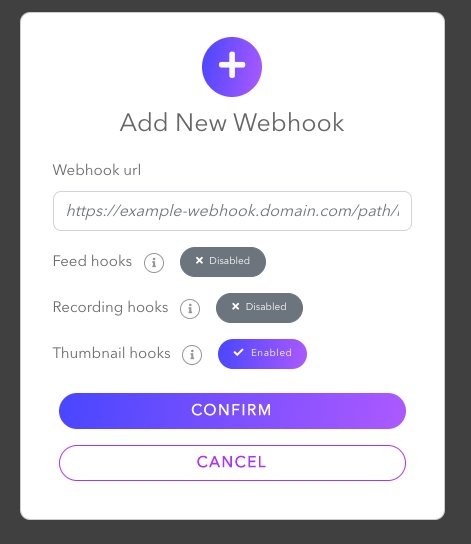 Add New Webhook
Webhook url
https://example-webhook.domain.com/path/
Feed hooks i Disabled
Recording hooks i Disabled
Thumbnail hooks i Enabled
CONFIRM
CANCEL